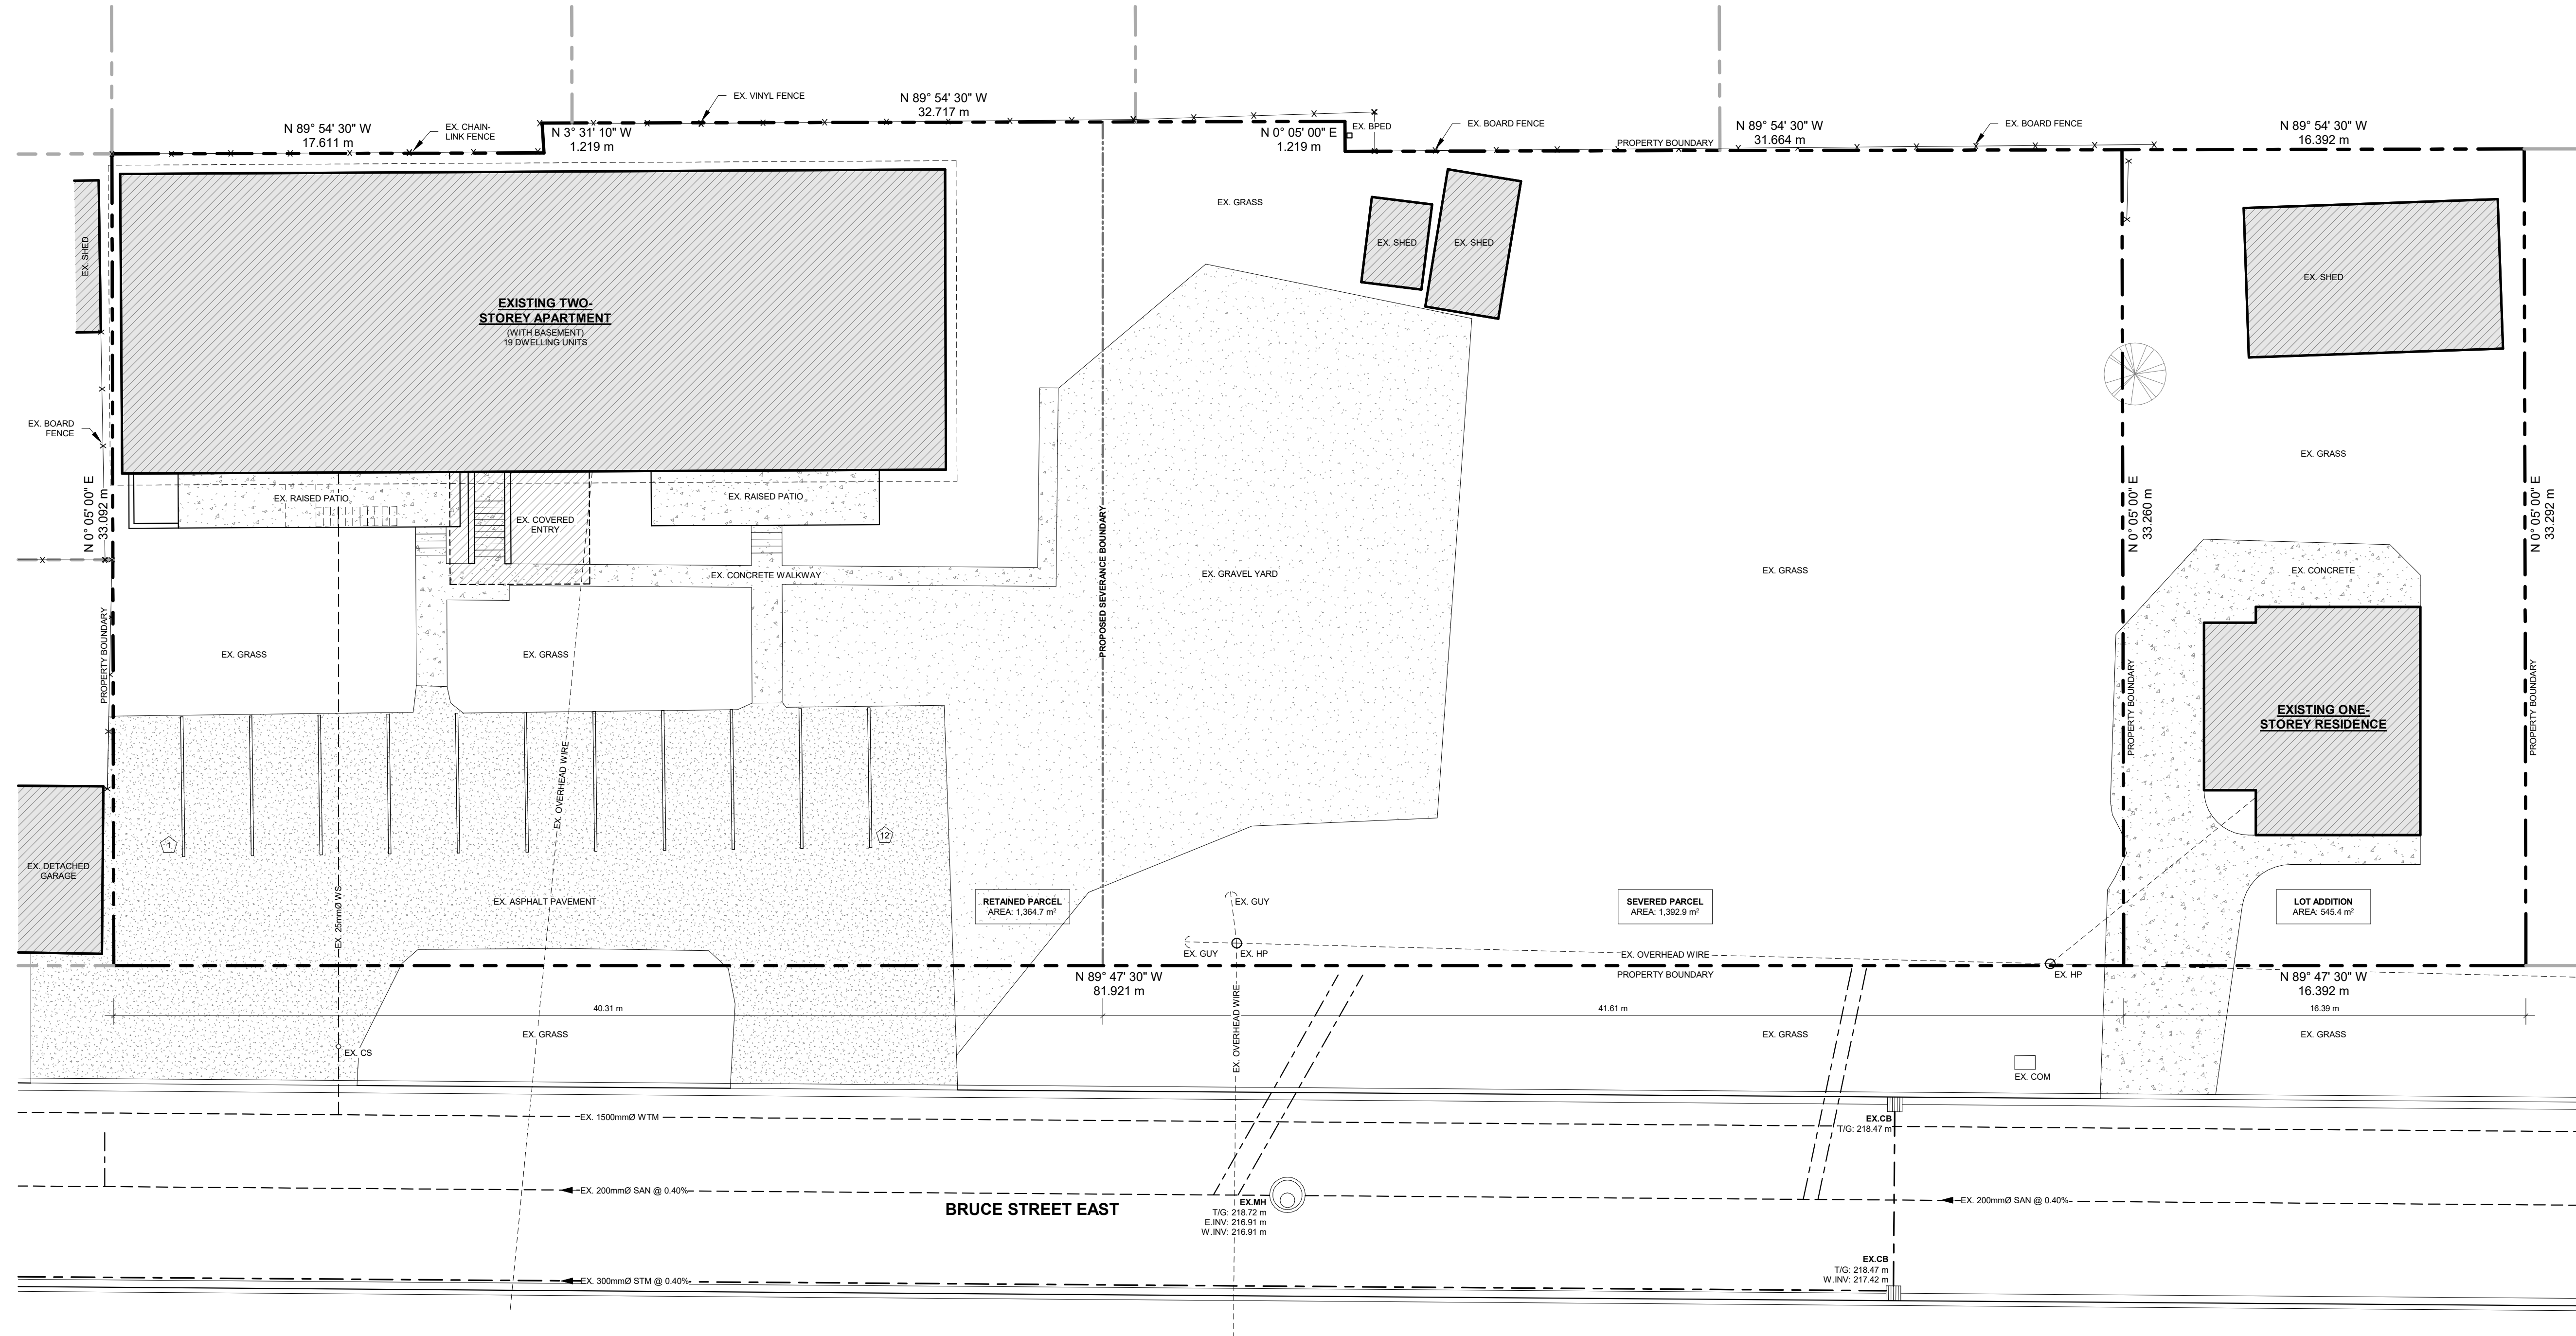 N 89° 54' 30" W
17.611 m
EX. CHAIN-
LINK FENCE
N 3° 31' 10" W
1.219 m
EX. VINYL FENCE
N 89° 54' 30" W
32.717 m
N 0° 05' 00" E
1.219 m
EX. BPED
EX. BOARD FENCE
PROPERTY BOUNDARY
N 89° 54' 30" W
31.664 m
EX. BOARD FENCE
N 89° 54' 30" W
16.392 m
EX. SHED
EX. GRASS
EX. SHED
EX. SHED
EX. SHED
EXISTING TWO-
STOREY APARTMENT
(WITH BASEMENT)
19 DWELLING UNITS
EX. BOARD
FENCE
N 0° 05' 00" E
33.092 m
PROPERTY BOUNDARY
EX. RAISED PATIO
EX. COVERED
ENTRY
EX. RAISED PATIO
EX. CONCRETE WALKWAY
PROPOSED SEVERANCE BOUNDARY
EX. GRAVEL YARD
EX. GRASS
N 0° 05' 00" E
33.260 m
PROPERTY BOUNDARY
EX. GRASS
EX. CONCRETE
N 0° 05' 00" E
33.292 m
PROPERTY BOUNDARY
EX. GRASS
EX. GRASS
EXISTING ONE-
STOREY RESIDENCE
EX. OVERHEAD WIRE
1
12
EX. DETACHED
GARAGE
EX. 25mmØ WS
EX. ASPHALT PAVEMENT
RETAINED PARCEL
AREA: 1,364.7 m²
EX. GUY
EX. GUY
EX. HP
SEVERED PARCEL
AREA: 1,392.9 m²
LOT ADDITION
AREA: 545.4 m²
EX. OVERHEAD WIRE
PROPERTY BOUNDARY
EX. HP
N 89° 47' 30" W
81.921 m
N 89° 47' 30" W
16.392 m
40.31 m
41.61 m
16.39 m
EX. GRASS
EX. CS
EX. OVERHEAD WIRE
EX. GRASS
EX. GRASS
EX. COM
EX. 1500mmØ WTM
EX.CB
T/G: 218.47 m
EX. 200mmØ SAN @ 0.40%
BRUCE STREET EAST
EX.MH
T/G: 218.72 m
E.INV: 216.91 m
W.INV: 216.91 m
EX. 200mmØ SAN @ 0.40%
EX. 300mmØ STM @ 0.40%
EX.CB
T/G: 218.47 m
W.INV: 217.42 m